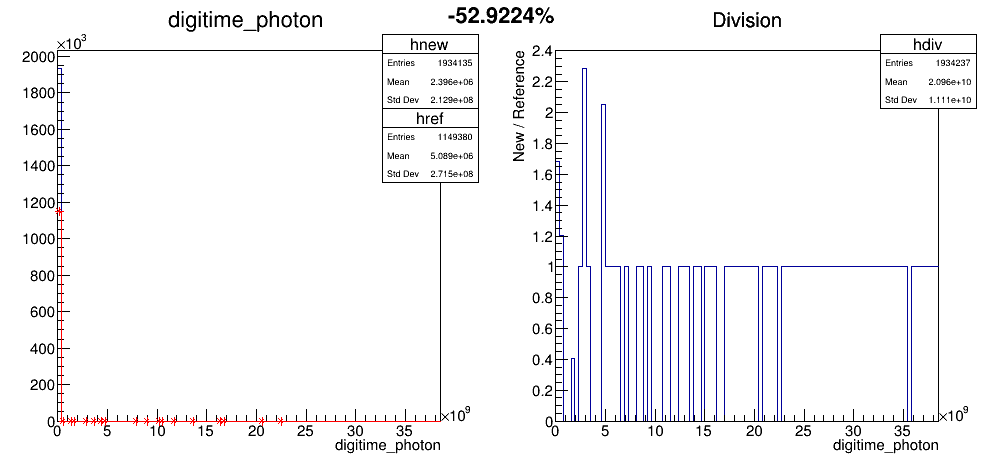 -52.9224%
digitime_photon
×10³
2000
1800
1600
1400
1200
1000
800
600
400
200
0
0 5 10 15 20 25 30 35
×10⁹
digitime_photon
hnew
Entries 1934135
Mean 2.396e+06
Std Dev 2.129e+08
href
Entries 1149380
Mean 5.089e+06
Std Dev 2.715e+08
Division
New / Reference
2.4
2.2
2
1.8
1.6
1.4
1.2
1
0.8
0.6
0.4
0.2
0
0 5 10 15 20 25 30 35
×10⁹
digitime_photon
hdiv
Entries 1934237
Mean 2.096e+10
Std Dev 1.111e+10